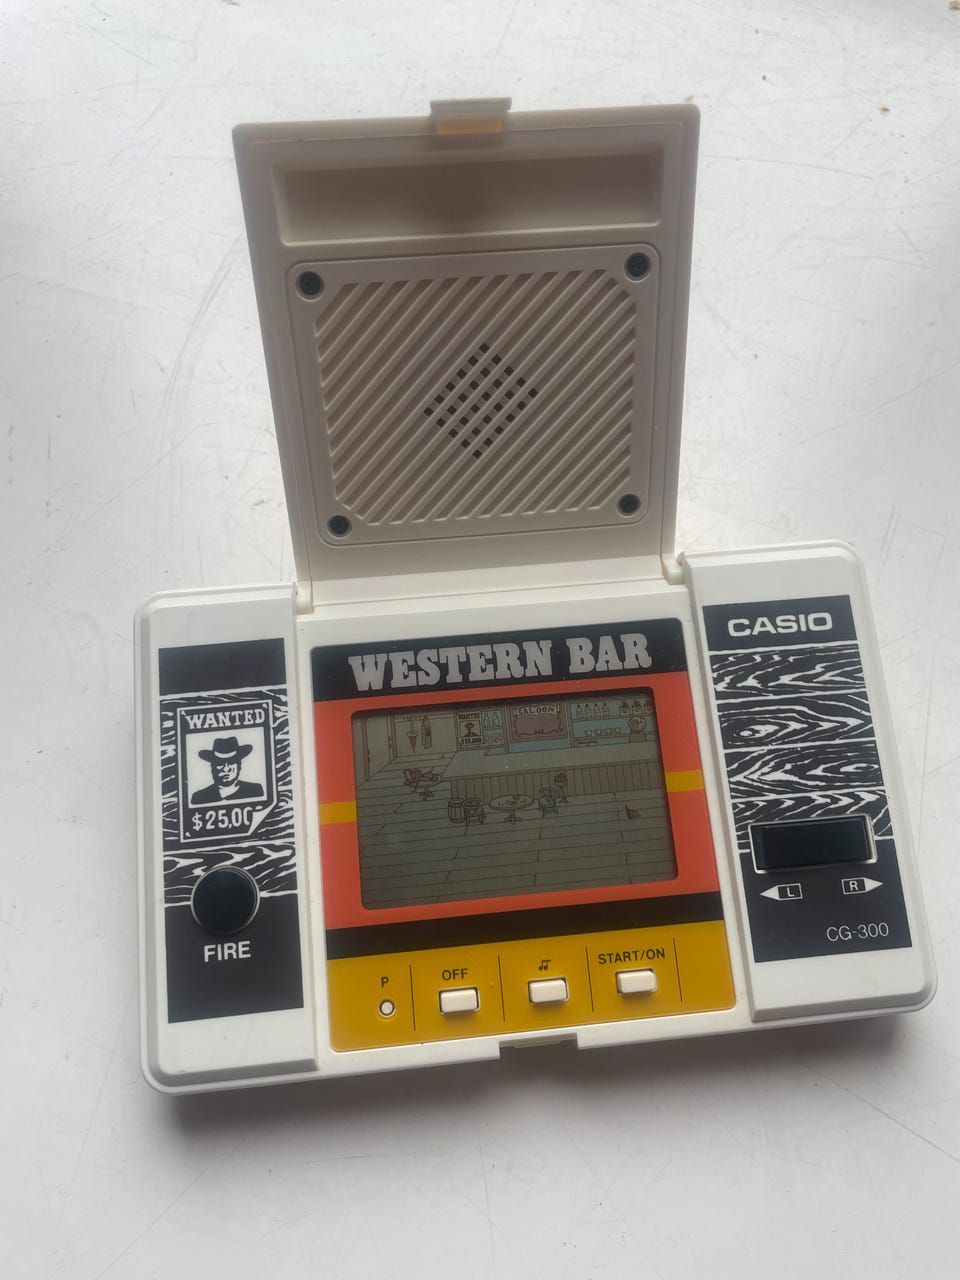 WESTERN BAR
CASIO
WANTED
$25,00
WANTED
SALOON
FIRE
L R
CG-300
P OFF START/ON